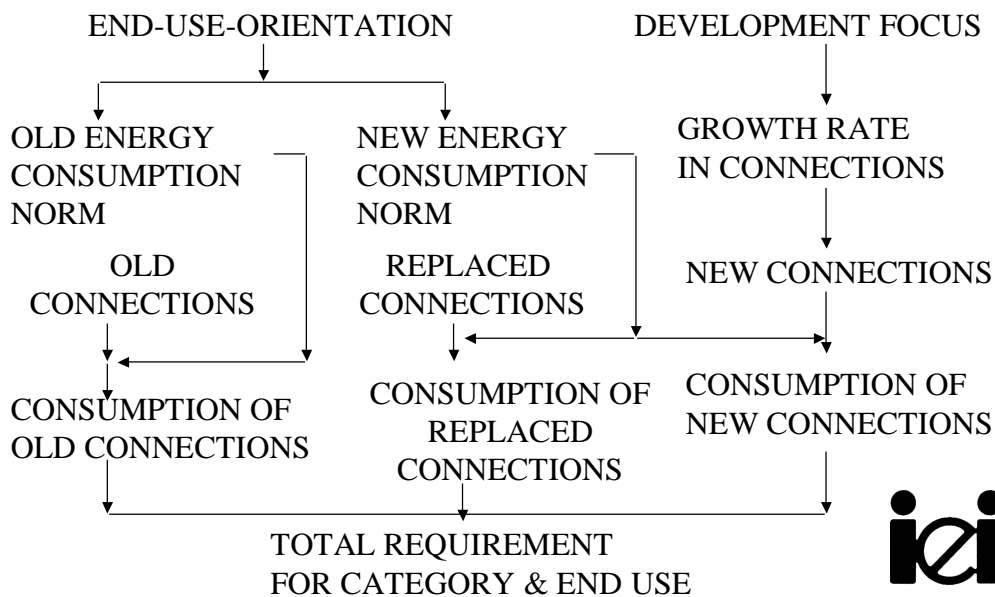 END-USE-ORIENTATION
DEVELOPMENT FOCUS
OLD ENERGY
CONSUMPTION
NORM
NEW ENERGY
CONSUMPTION
NORM
GROWTH RATE
IN CONNECTIONS
OLD
CONNECTIONS
REPLACED
CONNECTIONS
NEW CONNECTIONS
CONSUMPTION OF
OLD CONNECTIONS
CONSUMPTION OF
REPLACED
CONNECTIONS
CONSUMPTION OF
NEW CONNECTIONS
TOTAL REQUIREMENT
FOR CATEGORY & END USE
iei